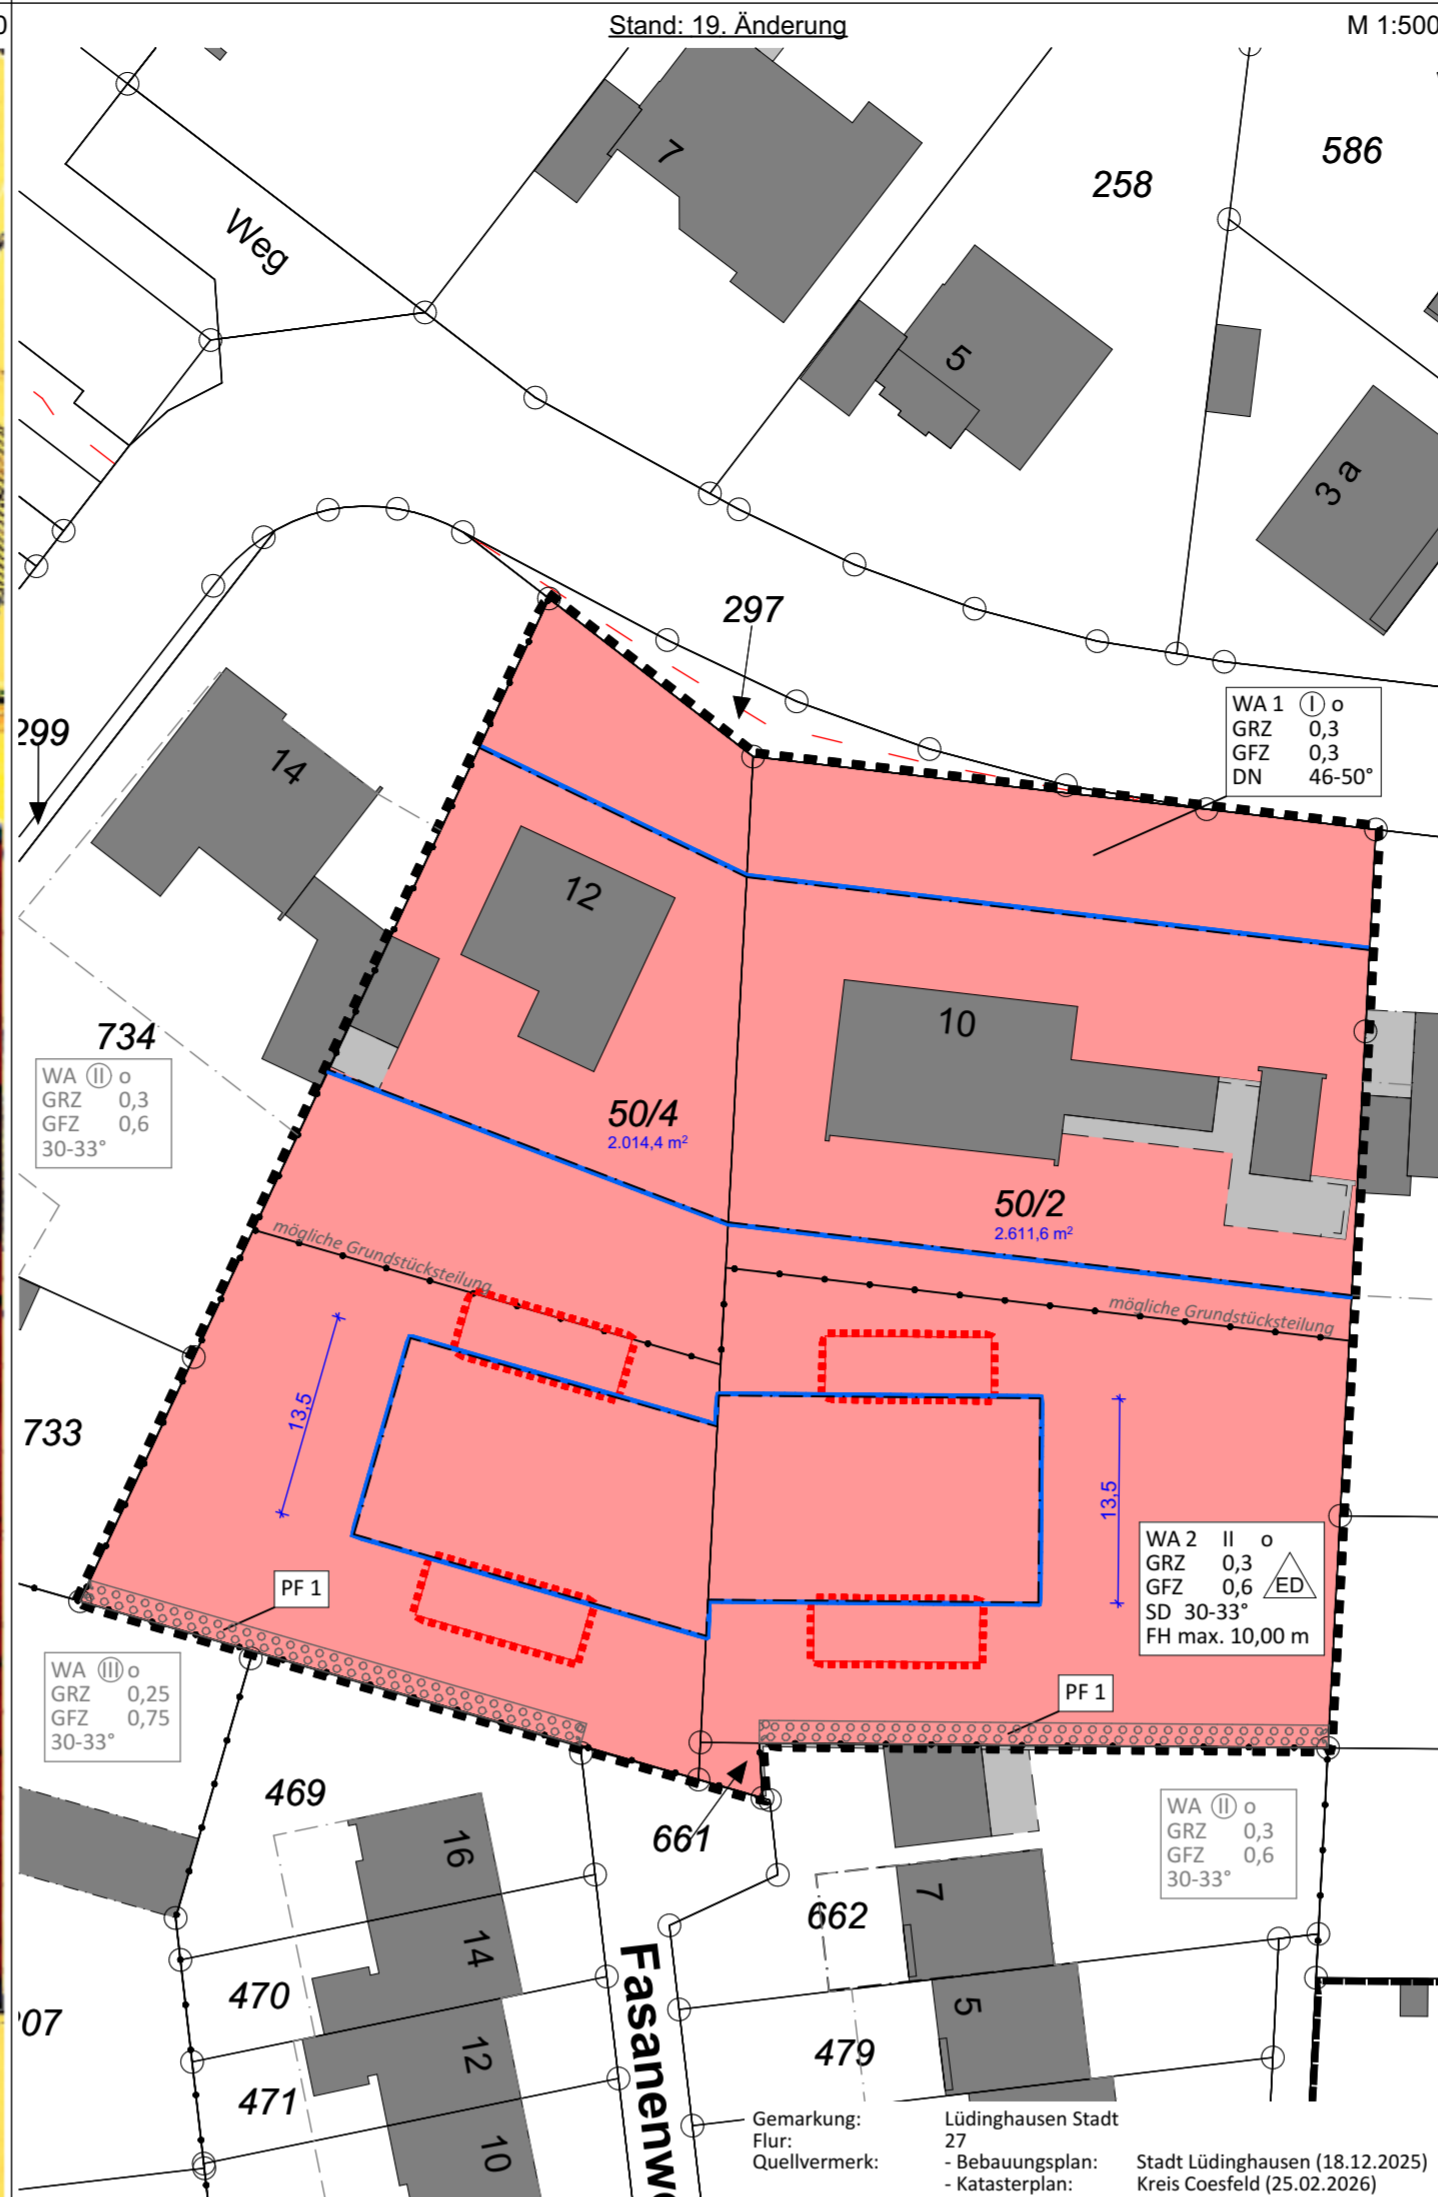 Stand: 19. Änderung
M 1:500
586
258
7
Weg
5
3 a
297
299
WA 1 I o
GRZ 0,3
GFZ 0,3
DN 46-50°
14
12
10
734
WA II o
GRZ 0,3
GFZ 0,6
30-33°
50/4
2.014,4 m²
50/2
2.611,6 m²
mögliche Grundstücksteilung
mögliche Grundstücksteilung
13,5
733
13,5
WA 2 II o
GRZ 0,3
GFZ 0,6
ED
SD 30-33°
FH max. 10,00 m
PF 1
PF 1
WA III o
GRZ 0,25
GFZ 0,75
30-33°
469
661
WA II o
GRZ 0,3
GFZ 0,6
30-33°
16
7
662
14
470
5
07
479
12
471
10
Fasanenwe
Gemarkung: Lüdinghausen Stadt
Flur: 27
Quellvermerk: - Bebauungsplan: Stadt Lüdinghausen (18.12.2025)
- Katasterplan: Kreis Coesfeld (25.02.2026)